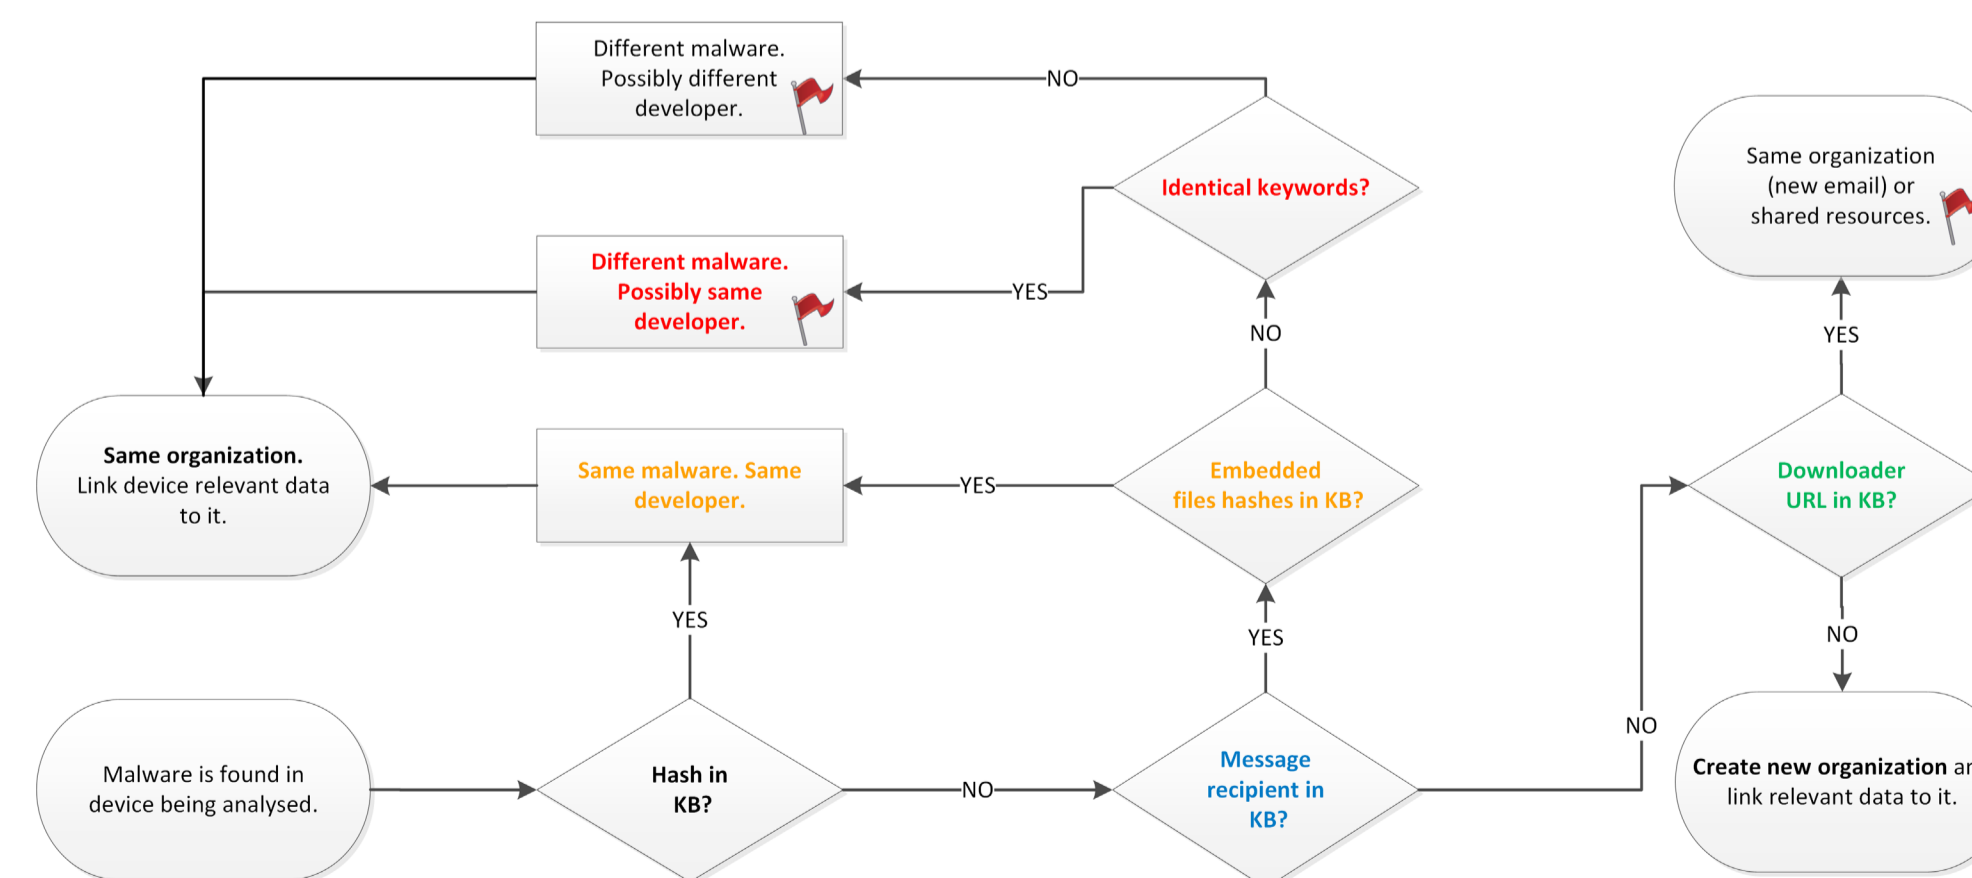 Different malware.
Possibly different
developer.
NO
Identical keywords?
Same organization
(new email) or
shared resources.
Different malware.
Possibly same
developer.
YES
NO
YES
Same organization.
Link device relevant data
to it.
Same malware. Same
developer.
YES
Embedded
files hashes in KB?
Downloader
URL in KB?
YES
YES
NO
NO
Malware is found in
device being analysed.
Hash in
KB?
NO
Message
recipient in
KB?
Create new organization
link relevant data to it.